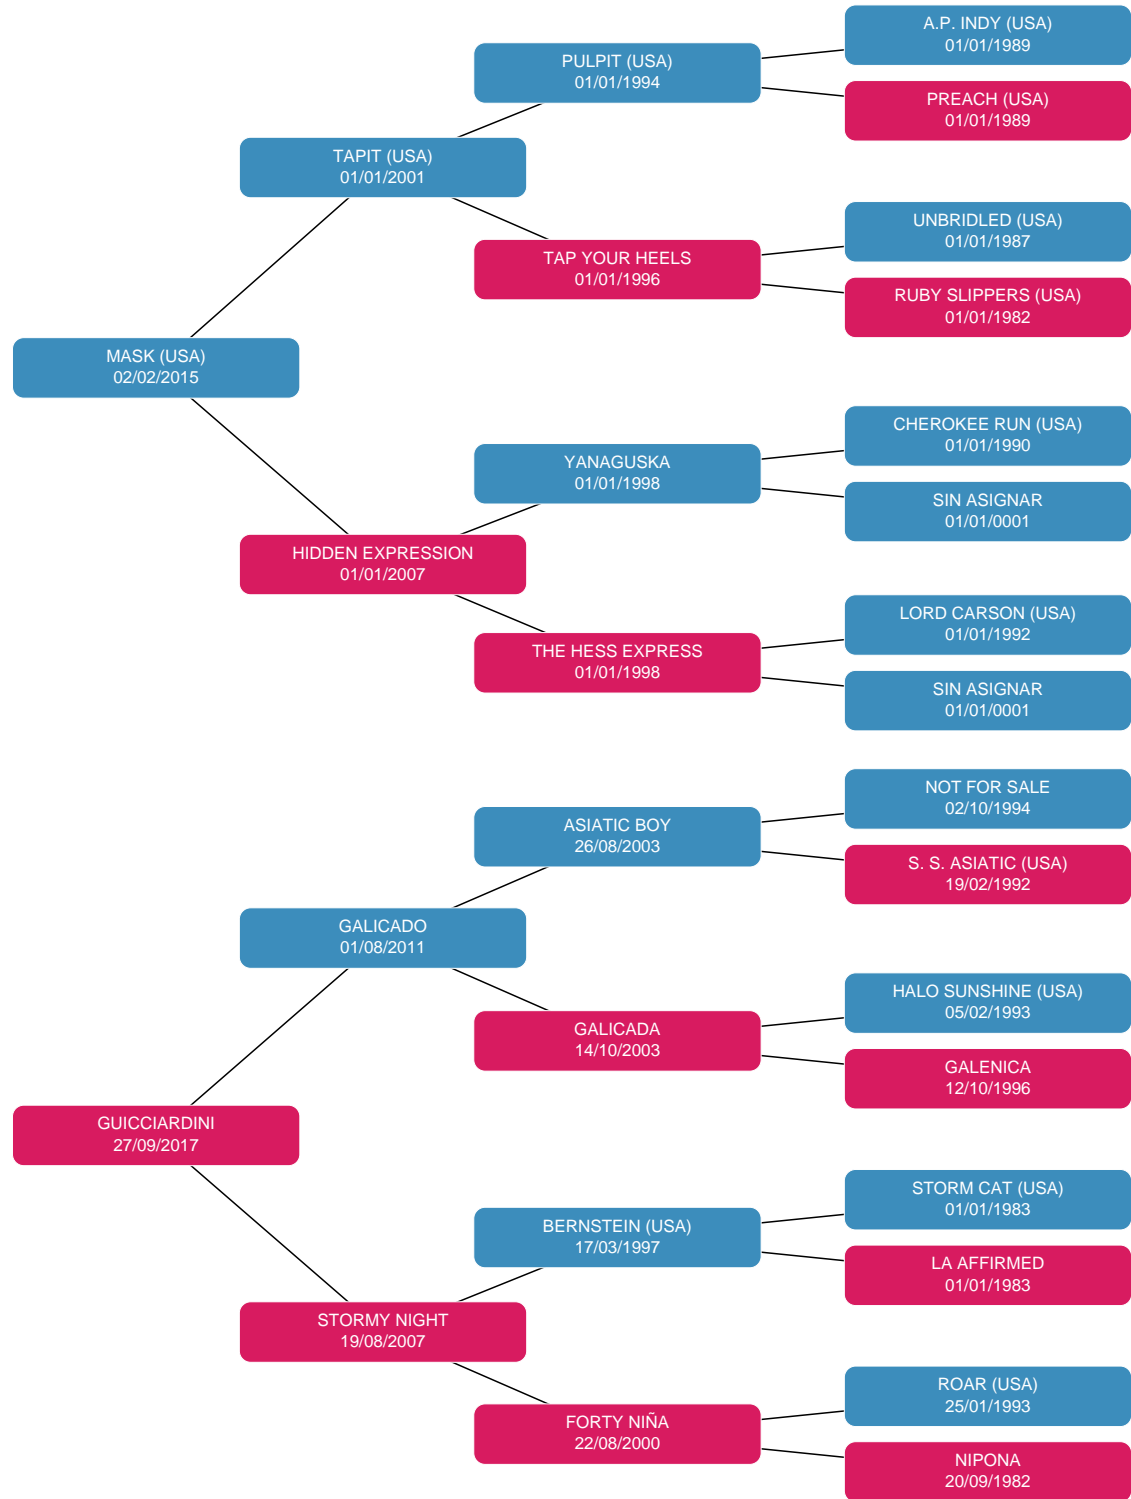 A.P. INDY (USA)
01/01/1989
PULPIT (USA)
01/01/1994
PREACH (USA)
01/01/1989
TAPIT (USA)
01/01/2001
UNBRIDLED (USA)
01/01/1987
TAP YOUR HEELS
01/01/1996
RUBY SLIPPERS (USA)
01/01/1982
MASK (USA)
02/02/2015
CHEROKEE RUN (USA)
01/01/1990
YANAGUSKA
01/01/1998
SIN ASIGNAR
01/01/0001
HIDDEN EXPRESSION
01/01/2007
LORD CARSON (USA)
01/01/1992
THE HESS EXPRESS
01/01/1998
SIN ASIGNAR
01/01/0001
NOT FOR SALE
02/10/1994
ASIATIC BOY
26/08/2003
S. S. ASIATIC (USA)
19/02/1992
GALICADO
01/08/2011
HALO SUNSHINE (USA)
05/02/1993
GALICADA
14/10/2003
GALENICA
12/10/1996
GUICCIARDINI
27/09/2017
STORM CAT (USA)
01/01/1983
BERNSTEIN (USA)
17/03/1997
LA AFFIRMED
01/01/1983
STORMY NIGHT
19/08/2007
ROAR (USA)
25/01/1993
FORTY NIÑA
22/08/2000
NIPONA
20/09/1982